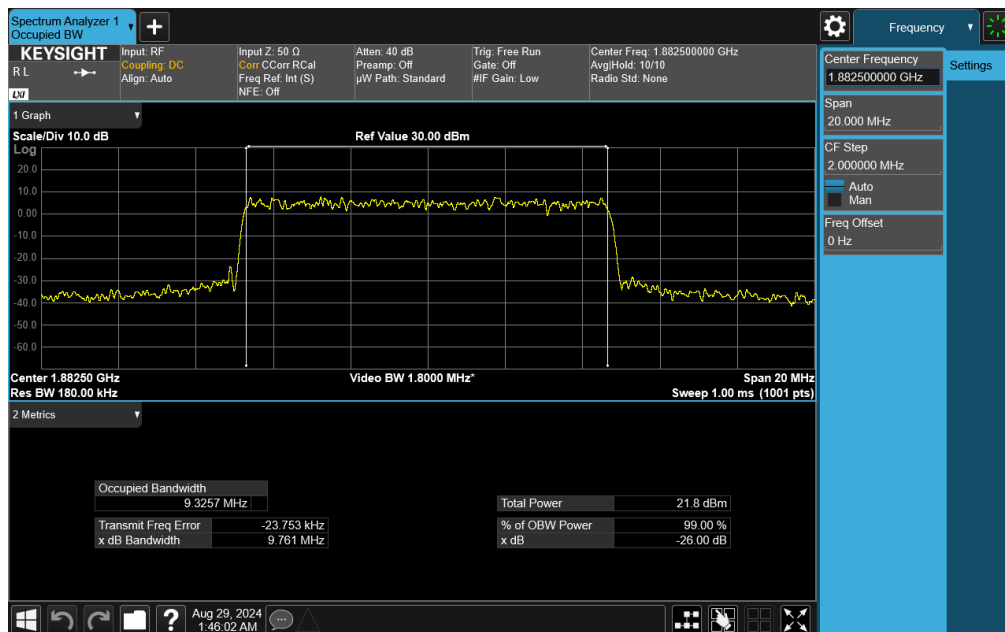 Spectrum Analyzer 1
Occupied BW
Frequency
KEYSIGHT
R L
LXI
Input: RF
Coupling: DC
Align: Auto
Input Z: 50 Ω
Corr CCorr RCal
Freq Ref: Int (S)
NFE: Off
Atten: 40 dB
Preamp: Off
µW Path: Standard
Trig: Free Run
Gate: Off
#IF Gain: Low
Center Freq: 1.882500000 GHz
Avg|Hold: 10/10
Radio Std: None
Center Frequency
1.882500000 GHz
Settings
Span
20.000 MHz
CF Step
2.000000 MHz
Auto
Man
Freq Offset
0 Hz
1 Graph
Scale/Div 10.0 dB
Ref Value 30.00 dBm
Log
20.0
10.0
0.00
-10.0
-20.0
-30.0
-40.0
-50.0
-60.0
Center 1.88250 GHz
Video BW 1.8000 MHz*
Span 20 MHz
Res BW 180.00 kHz
Sweep 1.00 ms (1001 pts)
2 Metrics
Occupied Bandwidth
9.3257 MHz
Total Power 21.8 dBm
Transmit Freq Error -23.753 kHz
% of OBW Power 99.00 %
x dB Bandwidth 9.761 MHz
x dB -26.00 dB
?
Aug 29, 2024
1:46:02 AM